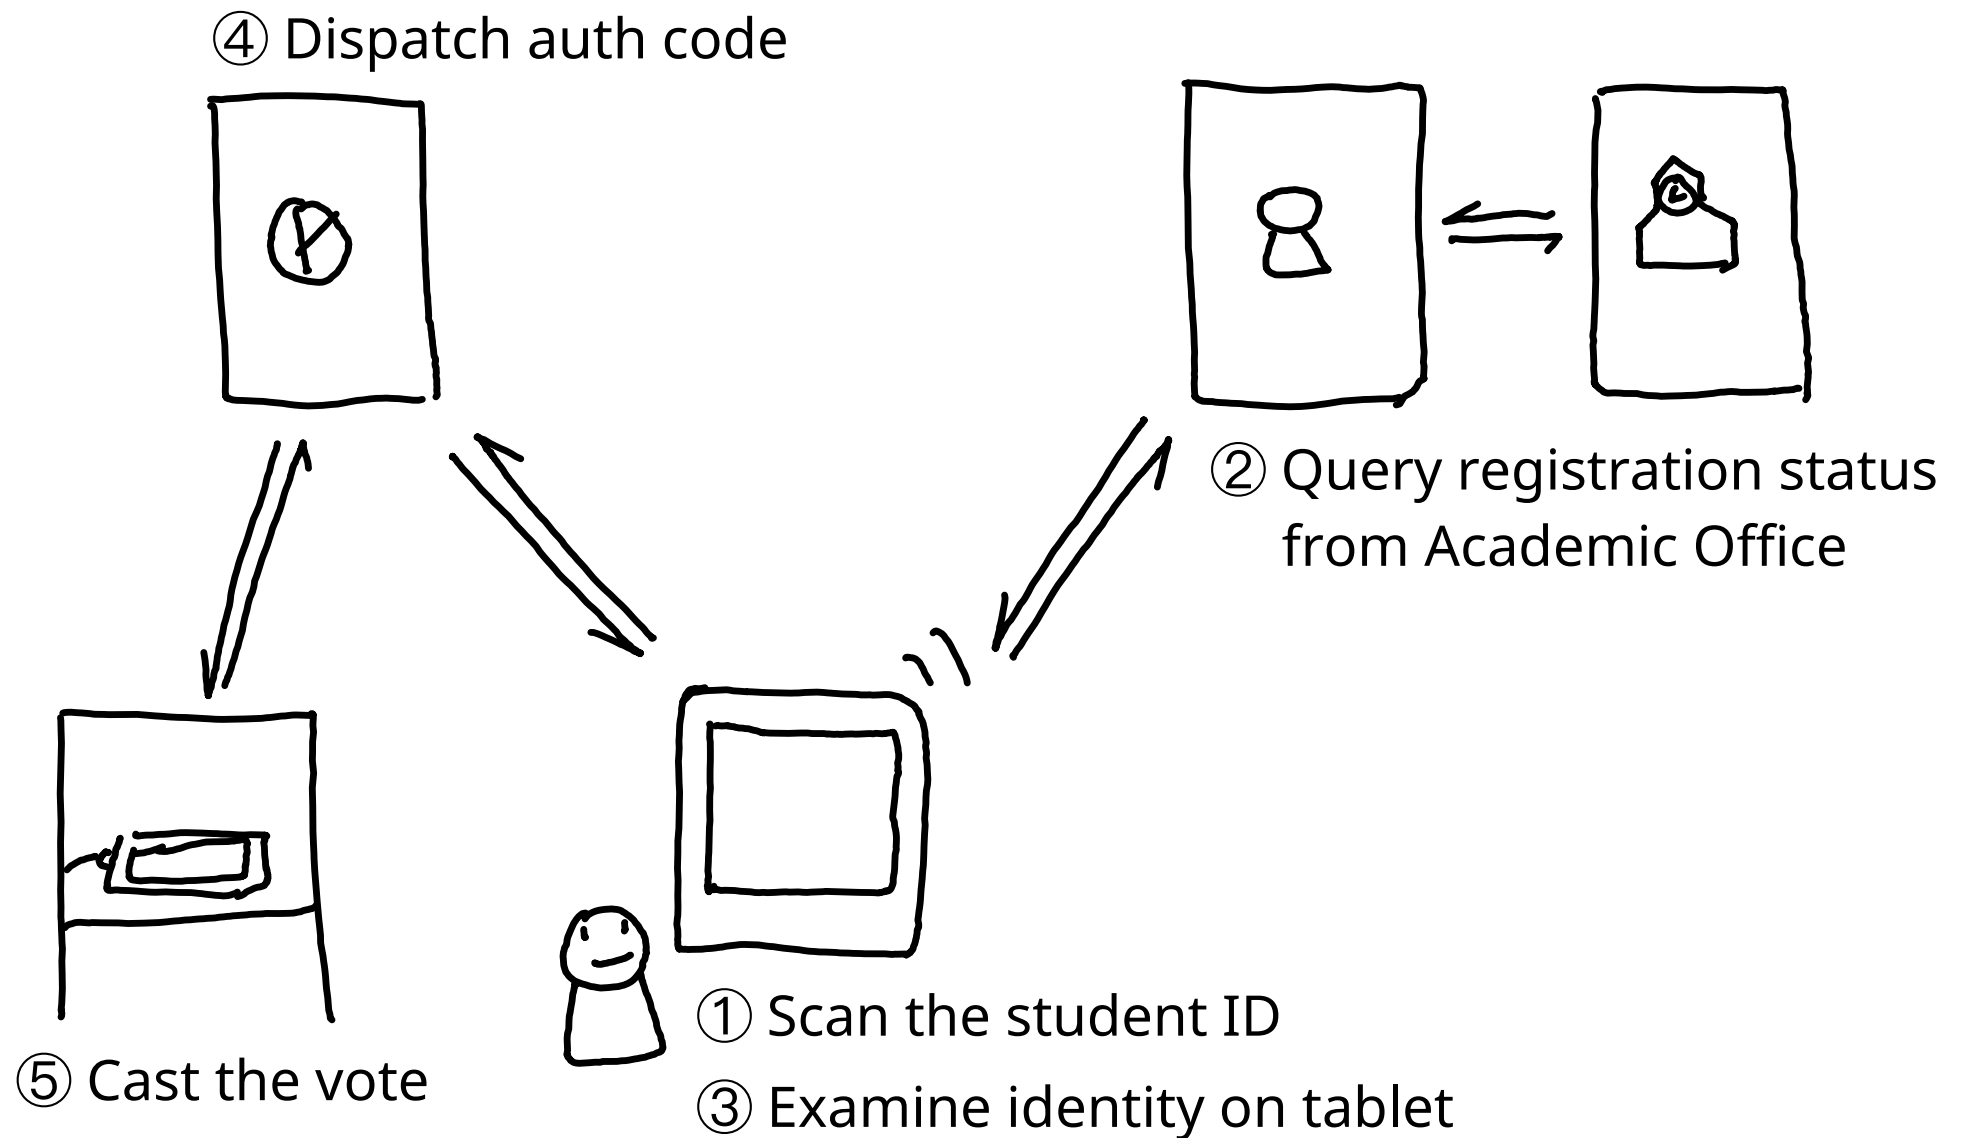 ④ Dispatch auth code
② Query registration status
from Academic Office
① Scan the student ID
⑤ Cast the vote
③ Examine identity on tablet